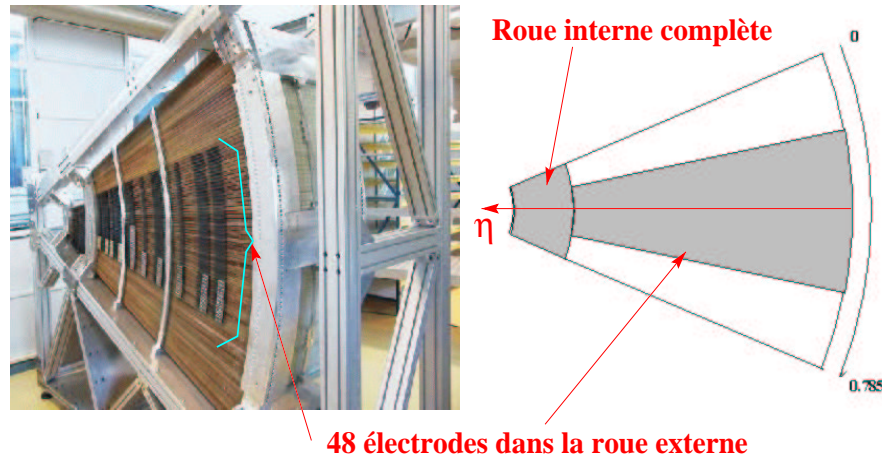 Roue interne complète
0
η
0.785
48 électrodes dans la roue externe